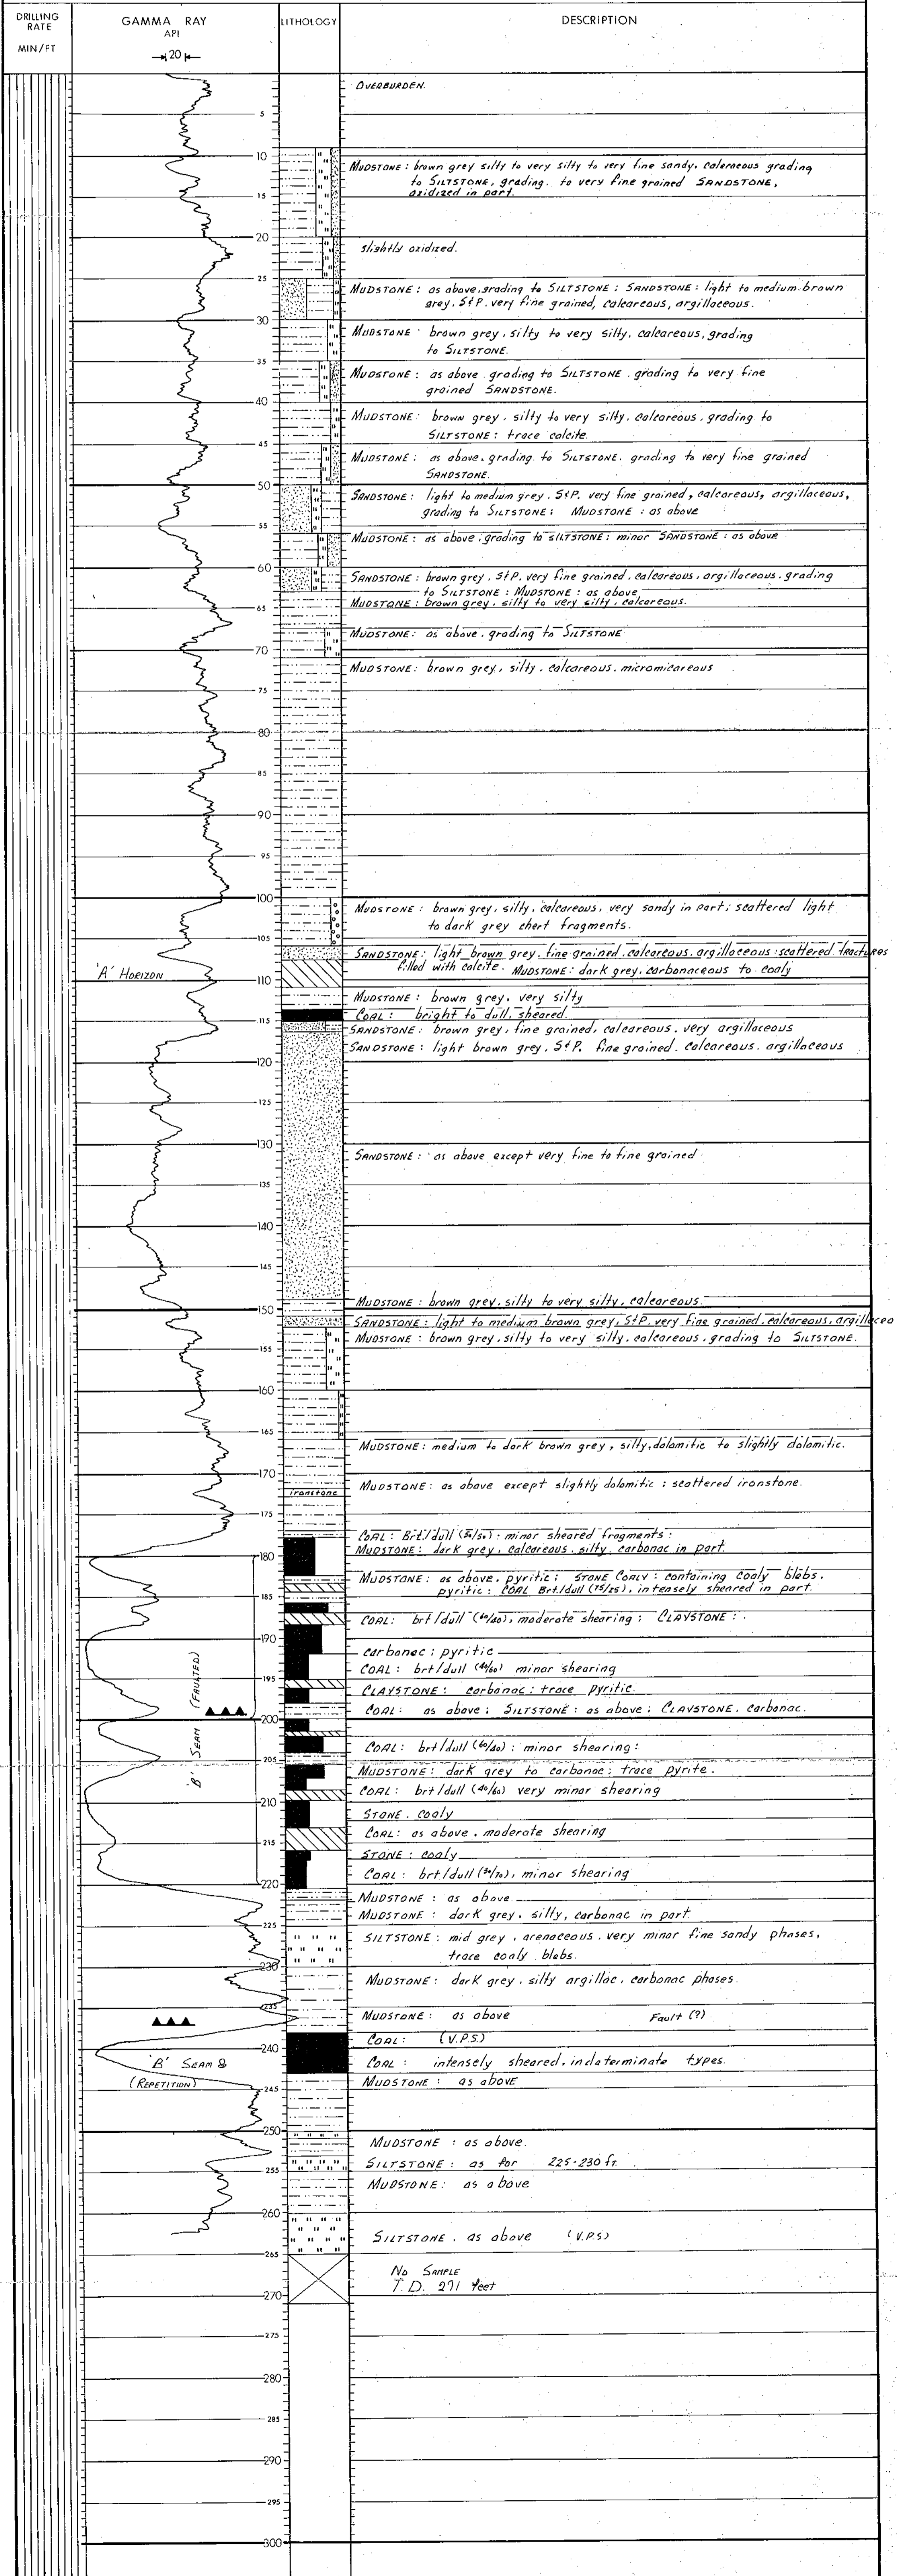 DRILLING
RATE
MIN/FT
GAMMA RAY
API
20
LITHOLOGY
DESCRIPTION
OVERBURDEN.
5
10
MUDSTONE: brown grey silty to very silty to very fine sandy, calcareous grading
to SILTSTONE, grading. to very fine grained SANDSTONE,
oxidized in part.
15
20
slightly oxidized.
25
MUDSTONE: as above, grading to SILTSTONE: SANDSTONE: light to medium brown
grey, S&P. very fine grained, calcareous, argillaceous.
30
MUDSTONE: brown grey, silty to very silty, calcareous, grading
to SILTSTONE.
35
MUDSTONE: as above grading to SILTSTONE. grading to very fine
grained SANDSTONE.
40
MUDSTONE: brown grey. silty to very silty. calcareous. grading to
SILTSTONE: trace calcite.
45
MUDSTONE: as above. grading to SILTSTONE. grading to very fine grained
SANDSTONE.
50
SANDSTONE: light to medium grey. S&P. very fine grained, calcareous, argillaceous,
grading to SILTSTONE; MUDSTONE: as above
55
MUDSTONE: as above, grading to SILTSTONE: minor SANDSTONE: as above
60
SANDSTONE: brown grey. S&P. very fine grained. calcareous. argillaceous. grading
to SILTSTONE: MUDSTONE: as above
MUDSTONE: brown grey. silty to very silty. calcareous.
65
MUDSTONE: as above. grading to SILTSTONE
70
MUDSTONE: brown grey, silty. calcareous. micromicareous
75
80
85
90
95
100
MUDSTONE: brown grey, silty, calcareous, very sandy in part; scattered light
to dark grey chert fragments.
105
SANDSTONE: light brown grey. fine grained. calcareous. argillaceous: scattered fractures
filled with calcite. MUDSTONE: dark grey, carbonaceous to coaly
'A' HORIZON
110
MUDSTONE: brown grey, very silty
COAL: bright to dull, sheared.
115
SANDSTONE: brown grey, fine grained, calcareous. very argillaceous
SANDSTONE: light brown grey, S&P. fine grained. calcareous. argillaceous
120
125
130
SANDSTONE: as above except very fine to fine grained
135
140
145
MUDSTONE: brown grey. silty to very silty, calcareous.
150
SANDSTONE: light to medium brown grey, S&P, very fine grained. calcareous, argillacea
MUDSTONE: brown grey, silty to very silty. calcareous, grading to SILTSTONE.
155
160
165
MUDSTONE: medium to dark brown grey, silty, dolomitic to slightly dolomitic.
170
MUDSTONE: as above except slightly dolomitic: scattered ironstone.
ironstone
175
COAL: Brt./dull (50/50): minor sheared fragments:
MUDSTONE: dark grey, calcareous. silty. carbonac in part.
180
MUDSTONE: as above, pyritic: STONE COALY: containing coaly blebs,
pyritic: COAL Brt./dull (75/25), intensely sheared in part.
185
COAL: brt/dull (60/40), moderate shearing; CLAYSTONE:.
190
carbonac: pyritic
COAL: brt/dull (40/60) minor shearing
195
CLAYSTONE: carbonac: trace pyritic.
COAL: as above; SILTSTONE: as above; CLAYSTONE. carbonac.
200
'B' SEAM (FAULTED)
COAL: brt/dull (60/40): minor shearing:
205
MUDSTONE: dark grey to carbonac: trace pyrite.
COAL: brt/dull (40/60) very minor shearing
210
STONE. coaly
COAL: as above. moderate shearing
215
STONE: coaly
COAL: brt/dull (30/70), minor shearing
220
MUDSTONE: as above.
MUDSTONE: dark grey. silty, carbonac in part.
225
SILTSTONE: mid grey. arenaceous. very minor fine sandy phases,
trace coaly blebs.
230
MUDSTONE: dark grey. silty argillac. carbonac phases.
235
MUDSTONE: as above Fault (?)
COAL: (V.P.S)
240
'B' SEAM &
COAL: intensely sheared. indeterminate types.
(REPETITION)
MUDSTONE: as above
245
250
MUDSTONE: as above.
SILTSTONE: as for 225-230 ft.
255
MUDSTONE: as above
260
SILTSTONE. as above (V.P.S)
265
NO SAMPLE
T.D. 271 feet
270
275
280
285
290
295
300